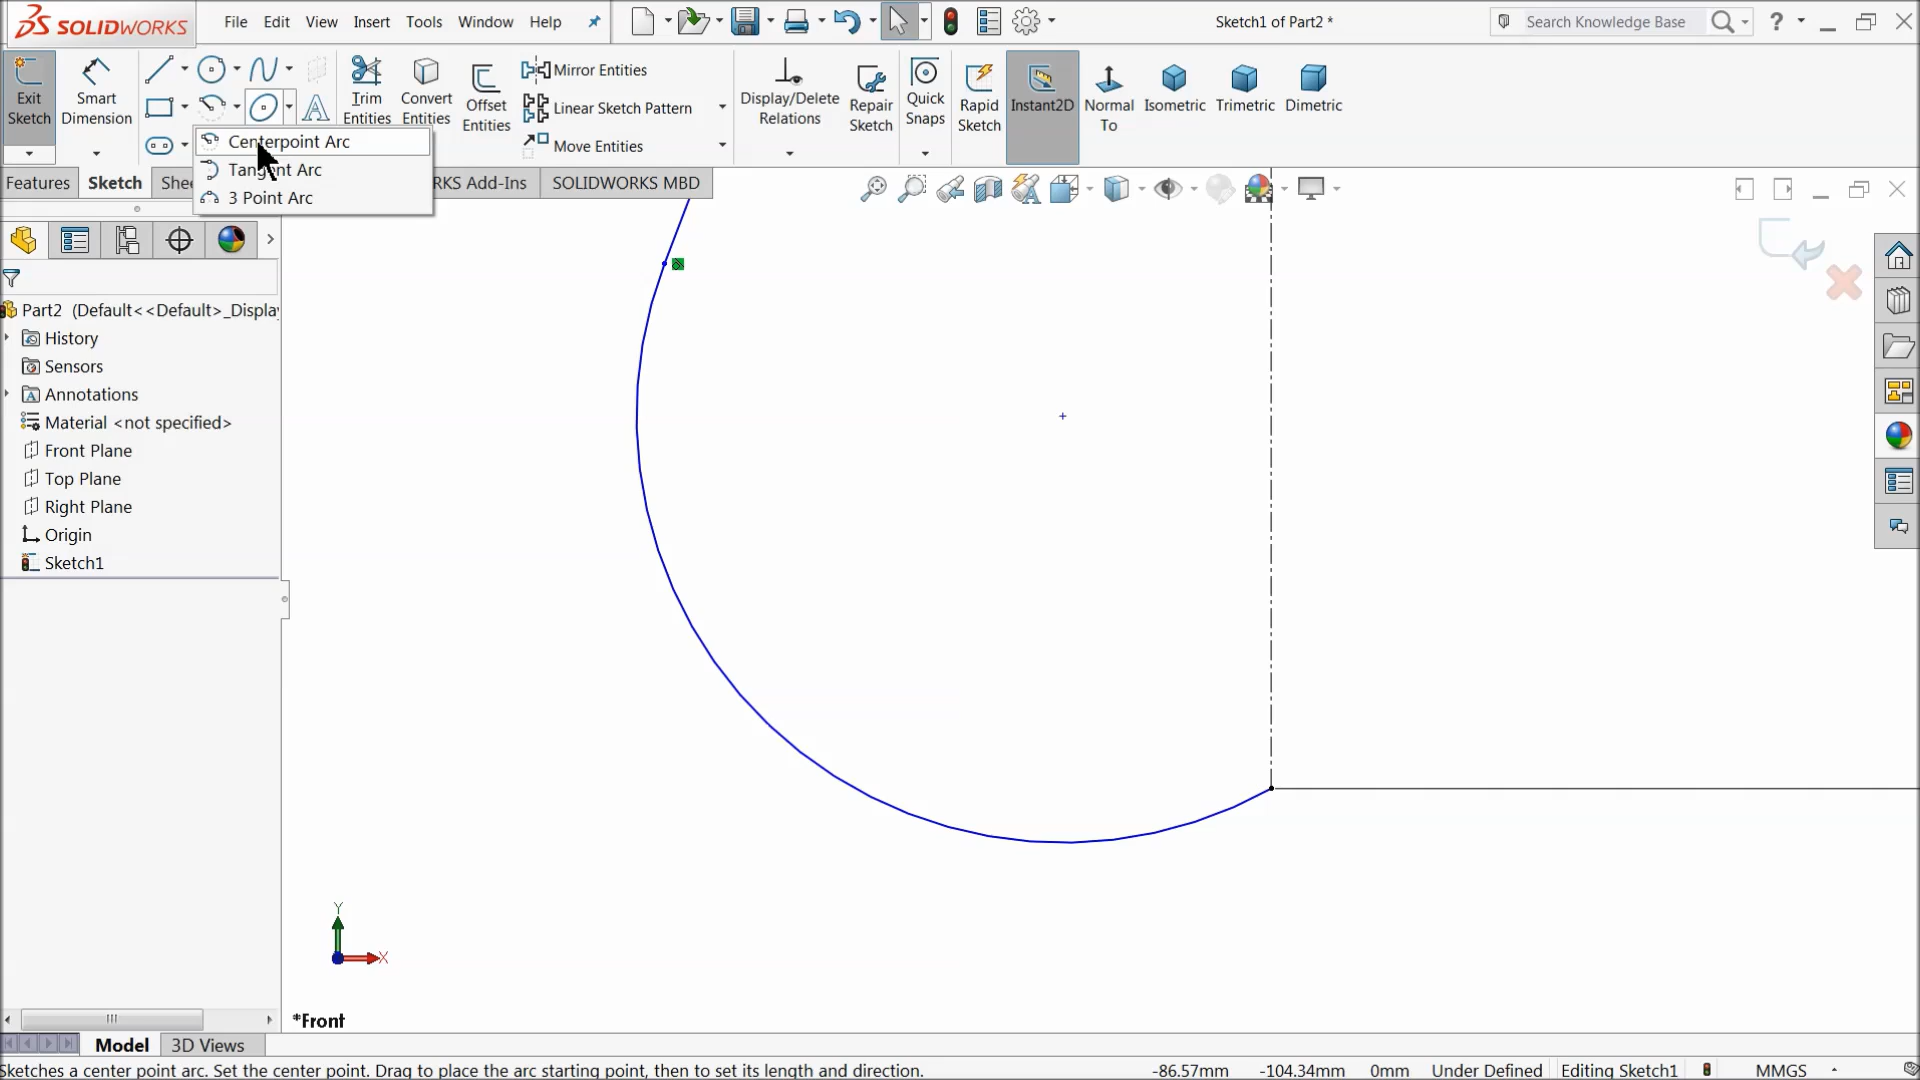 SOLIDWORKS File Edit View Insert Tools Window Help Sketch1 of Part2 * Search Knowledge Base ?
Exit Sketch
Smart Dimension
Trim Entities
Convert Entities
Offset Entities
Mirror Entities
Linear Sketch Pattern
Move Entities
Display/Delete Relations
Repair Sketch
Quick Snaps
Rapid Sketch
Instant2D
Normal To
Isometric
Trimetric
Dimetric
Centerpoint Arc
Tangent Arc
3 Point Arc
Features Sketch She RKS Add-Ins SOLIDWORKS MBD
Part2 (Default<<Default>_Displa
History
Sensors
Annotations
Material <not specified>
Front Plane
Top Plane
Right Plane
Origin
Sketch1
Y
X
*Front
Model 3D Views
Sketches a center point arc. Set the center point. Drag to place the arc starting point, then to set its length and direction. -86.57mm -104.34mm 0mm Under Defined Editing Sketch1 MMGS